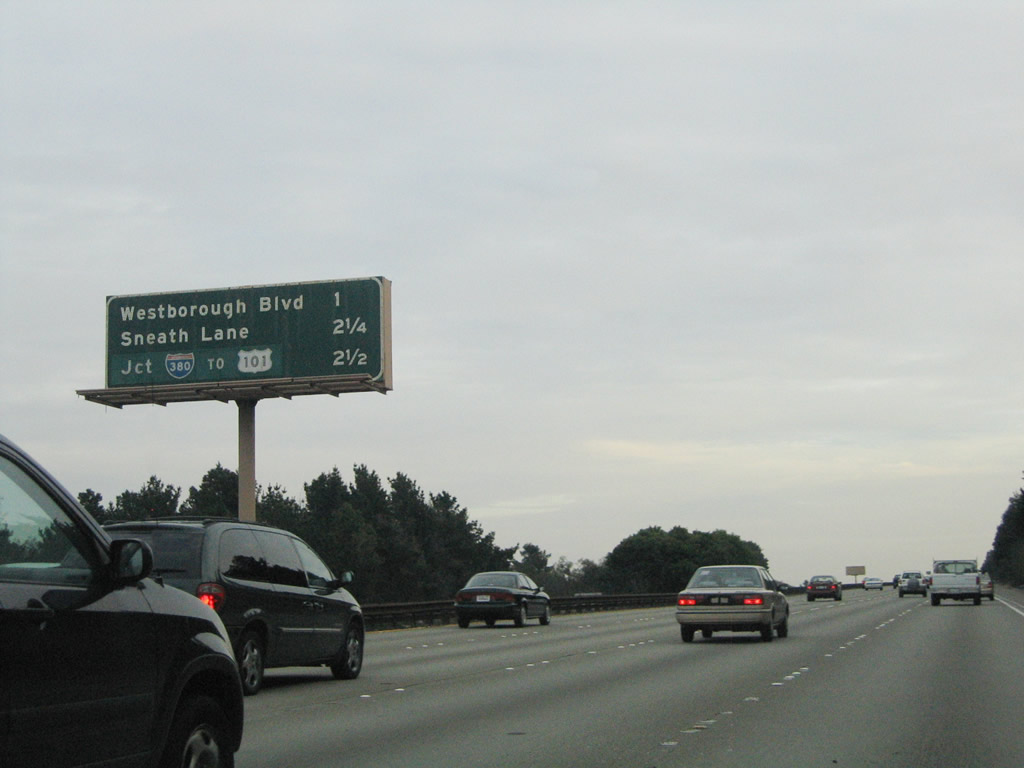 Westborough Blvd 1
Sneath Lane 2¼
Jct 380 TO 101 2½